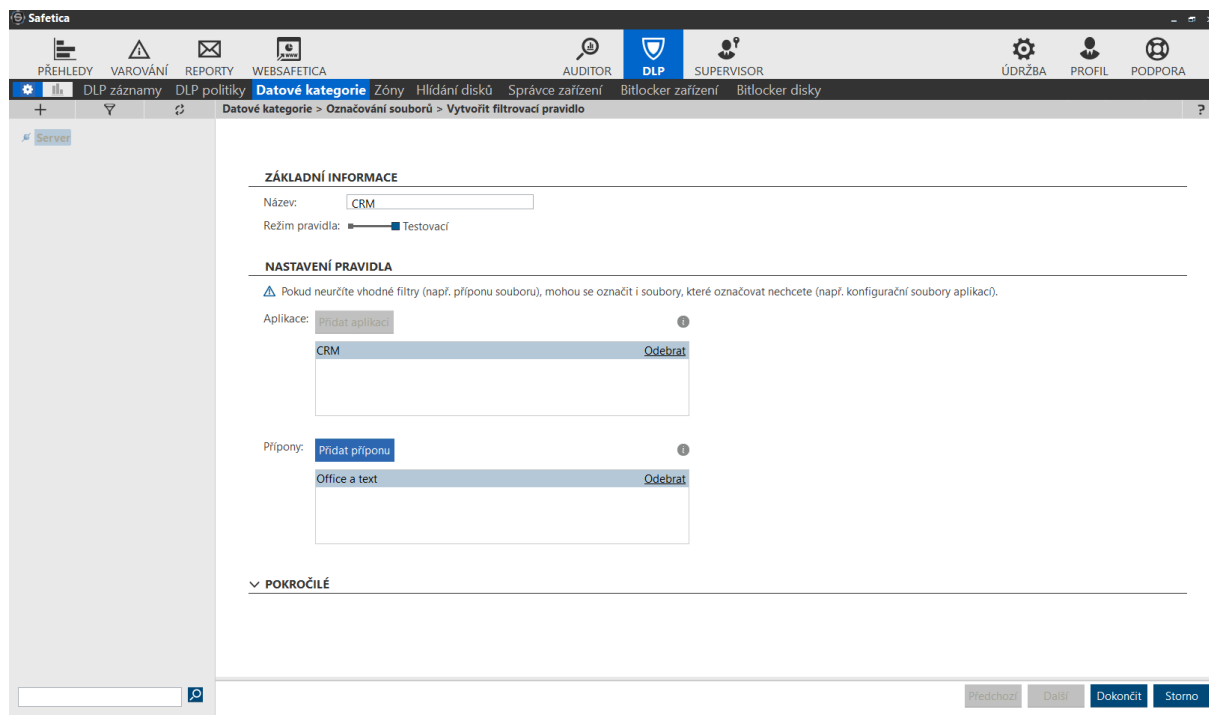 Safetica
PŘEHLEDY VAROVÁNÍ REPORTY WEBSAFETICA AUDITOR DLP SUPERVISOR ÚDRŽBA PROFIL PODPORA
DLP záznamy DLP politiky Datové kategorie Zóny Hlídání disků Správce zařízení Bitlocker zařízení Bitlocker disky
Datové kategorie > Označování souborů > Vytvořit filtrovací pravidlo ?
Server
ZÁKLADNÍ INFORMACE
Název: CRM
Režim pravidla: Testovací
NASTAVENÍ PRAVIDLA
Pokud neurčíte vhodné filtry (např. příponu souboru), mohou se označit i soubory, které označovat nechcete (např. konfigurační soubory aplikací).
Aplikace: Přidat aplikaci
CRM Odebrat
Přípony: Přidat příponu
Office a text Odebrat
POKROČILÉ
Předchozí Další Dokončit Storno